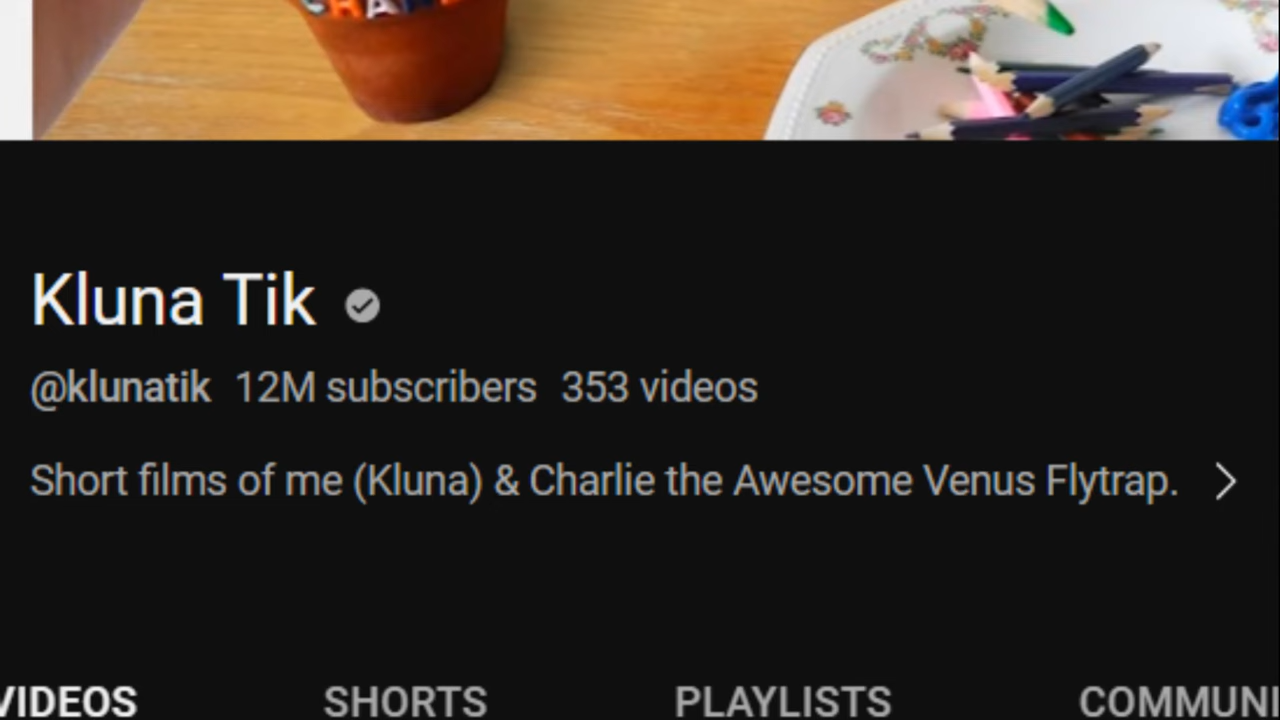 Kluna Tik
@klunatik 12M subscribers 353 videos
Short films of me (Kluna) & Charlie the Awesome Venus Flytrap.
VIDEOS SHORTS PLAYLISTS COMMUNI